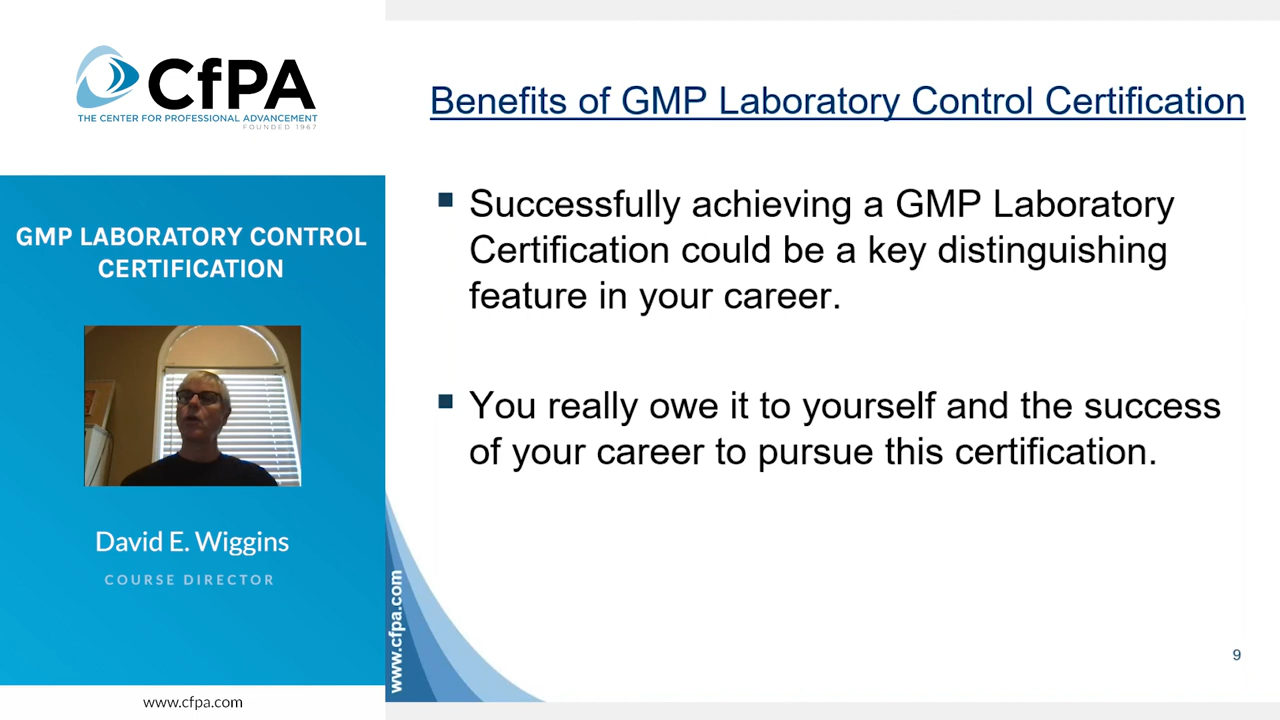 CfPA
THE CENTER FOR PROFESSIONAL ADVANCEMENT
FOUNDED 1967
GMP LABORATORY CONTROL
CERTIFICATION
David E. Wiggins
COURSE DIRECTOR
www.cfpa.com
Benefits of GMP Laboratory Control Certification
Successfully achieving a GMP Laboratory
Certification could be a key distinguishing
feature in your career.
You really owe it to yourself and the success
of your career to pursue this certification.
www.cfpa.com
9